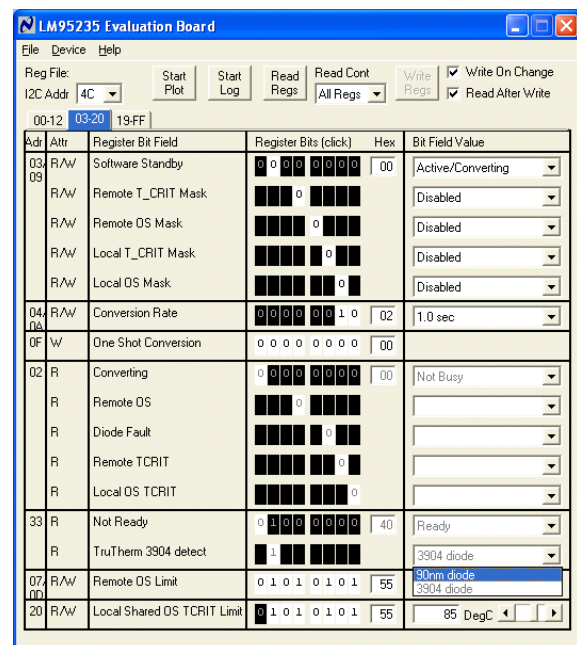 LM95235 Evaluation Board
File Device Help
Reg File:
I2C Addr 4C
Start Plot
Start Log
Read Regs
Read Cont
All Regs
Write Regs
Write On Change
Read After Write
00-12 03-20 19-FF
Adr Attr Register Bit Field Register Bits (click) Hex Bit Field Value
03/09 R/W Software Standby 0 0 0 0 0 0 0 0 00 Active/Converting
R/W Remote T_CRIT Mask 0 Disabled
R/W Remote OS Mask 0 Disabled
R/W Local T_CRIT Mask 0 Disabled
R/W Local OS Mask 0 Disabled
04/0A R/W Conversion Rate 0 0 0 0 0 0 1 0 02 1.0 sec
0F W One Shot Conversion 0 0 0 0 0 0 0 0 00
02 R Converting 0 0 0 0 0 0 0 0 00 Not Busy
R Remote OS 0
R Diode Fault 0
R Remote TCRIT 0
R Local OS TCRIT 0
33 R Not Ready 0 1 0 0 0 0 0 0 40 Ready
R TruTherm 3904 detect 1 3904 diode
90nm diode
3904 diode
07/0D R/W Remote OS Limit 0 1 0 1 0 1 0 1 55
20 R/W Local Shared OS TCRIT Limit 0 1 0 1 0 1 0 1 55 85 DegC